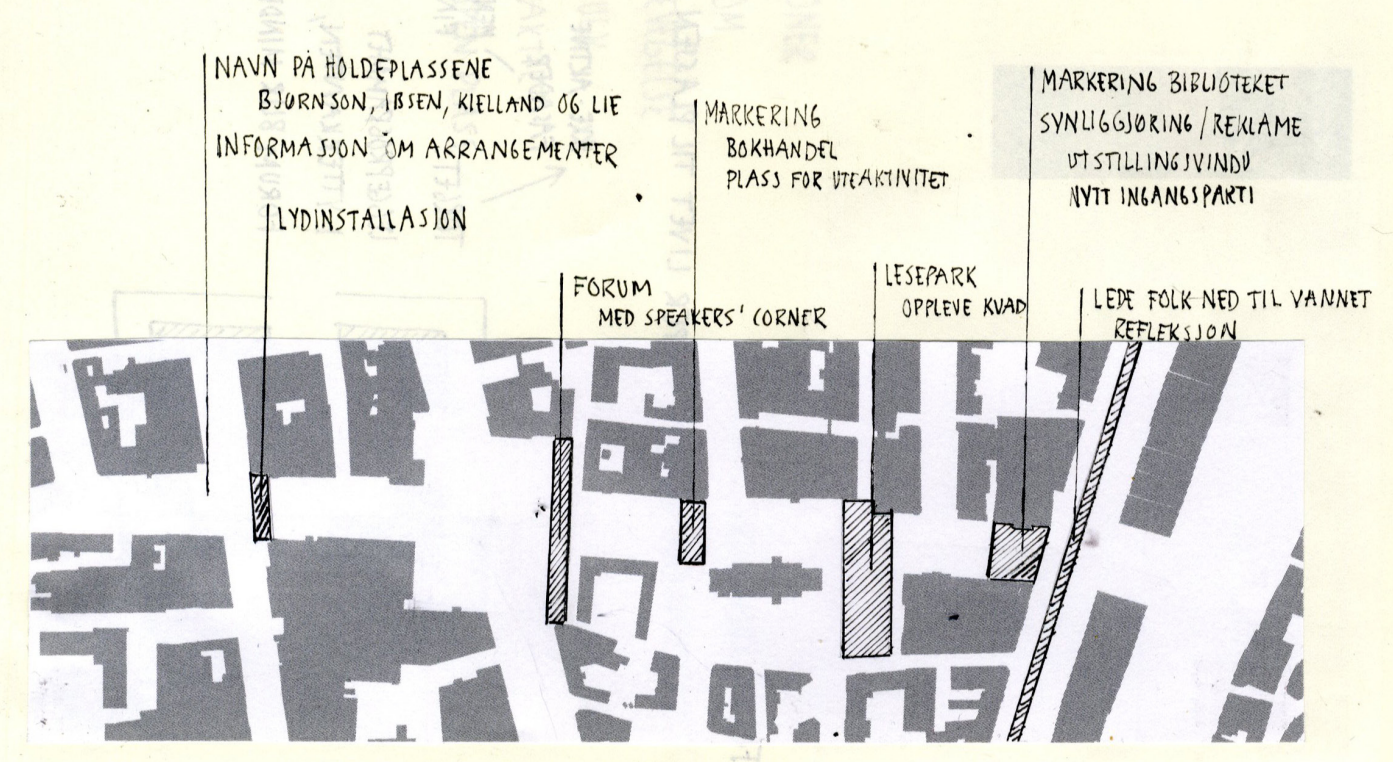 NAVN PÅ HOLDEPLASSENE
BJØRNSON, IBSEN, KIELLAND OG LIE
INFORMASJON OM ARRANGEMENTER
LYDINSTALLASJON
FORUM
MED SPEAKERS' CORNER
MARKERING
BOKHANDEL
PLASS FOR UTEAKTIVITET
LESEPARK
OPPLEVE KVAD
MARKERING BIBLIOTEKET
SYNLIGGJØRING / REKLAME
UTSTILLINGSVINDU
NYTT INGANGSPARTI
LEDE FOLK NED TIL VANNET
REFLEKSJON